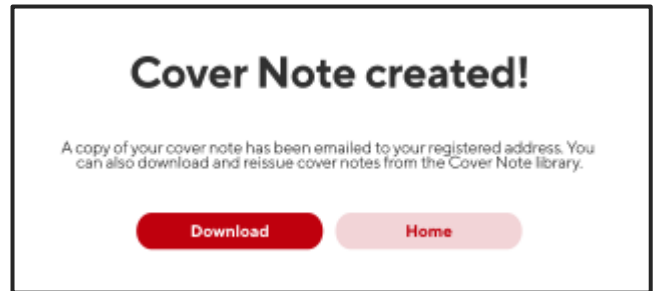 Cover Note created!
A copy of your cover note has been emailed to your registered address. You
can also download and reissue cover notes from the Cover Note library.
Download
Home